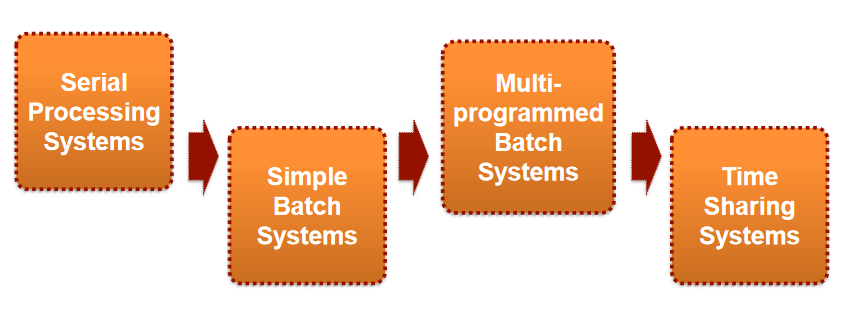 Serial
Processing
Systems
Simple
Batch
Systems
Multi-
programmed
Batch
Systems
Time
Sharing
Systems